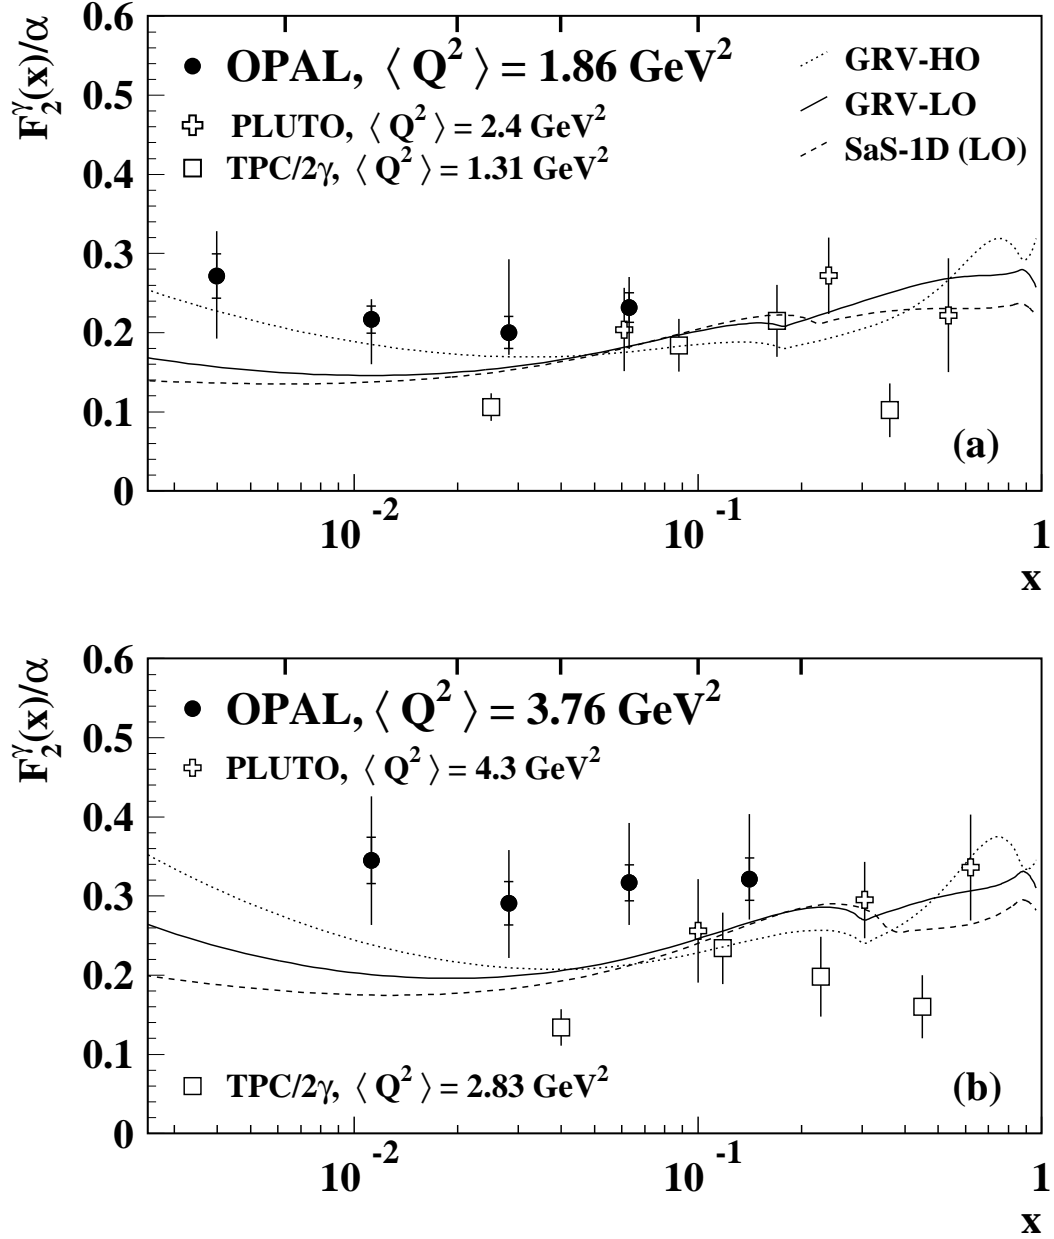 0.6
0.5
0.4
0.3
0.2
0.1
0
F₂^γ(x)/α
OPAL, ⟨ Q² ⟩ = 1.86 GeV²
PLUTO, ⟨ Q² ⟩ = 2.4 GeV²
TPC/2γ, ⟨ Q² ⟩ = 1.31 GeV²
GRV-HO
GRV-LO
SaS-1D (LO)
(a)
10⁻² 10⁻¹ 1
x
0.6
0.5
0.4
0.3
0.2
0.1
0
F₂^γ(x)/α
OPAL, ⟨ Q² ⟩ = 3.76 GeV²
PLUTO, ⟨ Q² ⟩ = 4.3 GeV²
TPC/2γ, ⟨ Q² ⟩ = 2.83 GeV²
(b)
10⁻² 10⁻¹ 1
x